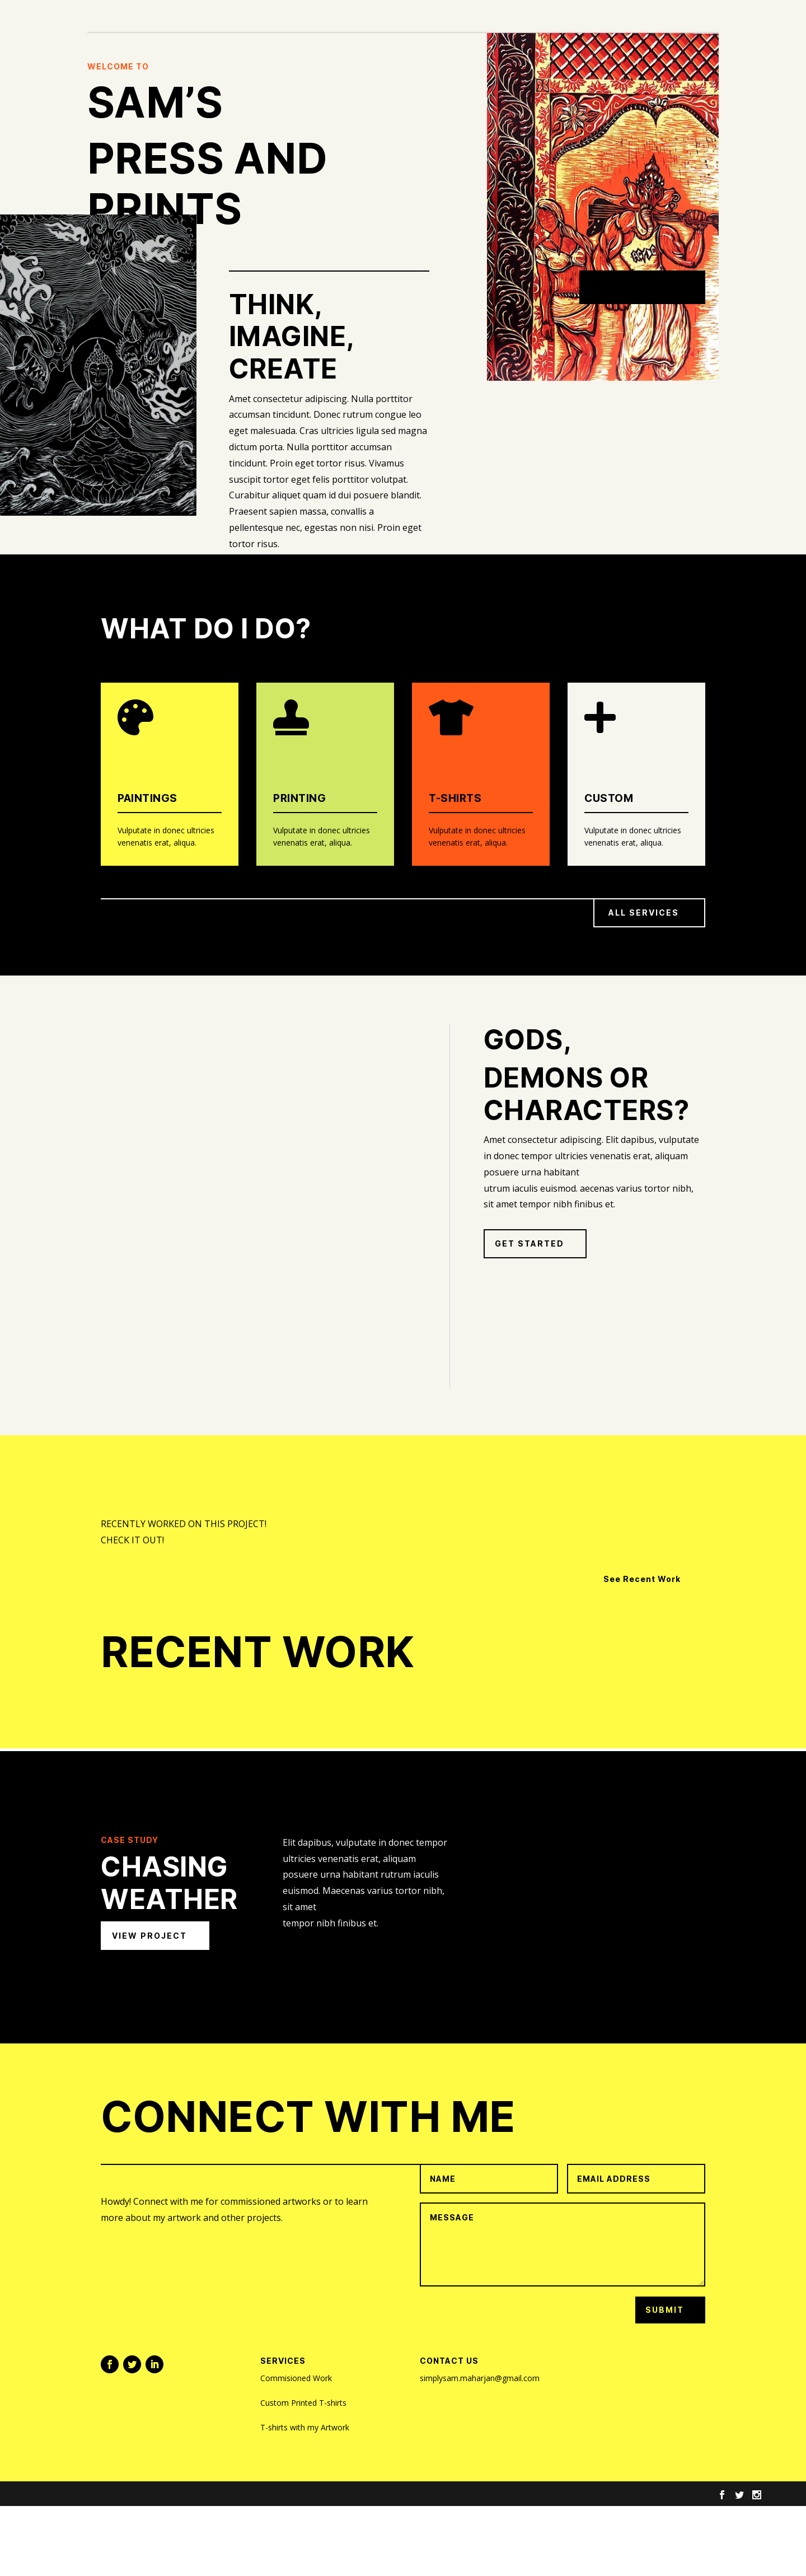 WELCOME TO
SAM’S
PRESS AND
PRINTS
THINK,
IMAGINE,
CREATE
Amet consectetur adipiscing. Nulla porttitor
accumsan tincidunt. Donec rutrum congue leo
eget malesuada. Cras ultricies ligula sed magna
dictum porta. Nulla porttitor accumsan
tincidunt. Proin eget tortor risus. Vivamus
suscipit tortor eget felis porttitor volutpat.
Curabitur aliquet quam id dui posuere blandit.
Praesent sapien massa, convallis a
pellentesque nec, egestas non nisi. Proin eget
tortor risus.
WHAT DO I DO?
PAINTINGS
Vulputate in donec ultricies
venenatis erat, aliqua.
PRINTING
Vulputate in donec ultricies
venenatis erat, aliqua.
T-SHIRTS
Vulputate in donec ultricies
venenatis erat, aliqua.
CUSTOM
Vulputate in donec ultricies
venenatis erat, aliqua.
ALL SERVICES
GODS,
DEMONS OR
CHARACTERS?
Amet consectetur adipiscing. Elit dapibus, vulputate
in donec tempor ultricies venenatis erat, aliquam
posuere urna habitant
utrum iaculis euismod. aecenas varius tortor nibh,
sit amet tempor nibh finibus et.
GET STARTED
RECENTLY WORKED ON THIS PROJECT!
CHECK IT OUT!
See Recent Work
RECENT WORK
CASE STUDY
CHASING
WEATHER
VIEW PROJECT
Elit dapibus, vulputate in donec tempor
ultricies venenatis erat, aliquam
posuere urna habitant rutrum iaculis
euismod. Maecenas varius tortor nibh,
sit amet
tempor nibh finibus et.
CONNECT WITH ME
Howdy! Connect with me for commissioned artworks or to learn
more about my artwork and other projects.
NAME
EMAIL ADDRESS
MESSAGE
SUBMIT
SERVICES
Commisioned Work
Custom Printed T-shirts
T-shirts with my Artwork
CONTACT US
simplysam.maharjan@gmail.com